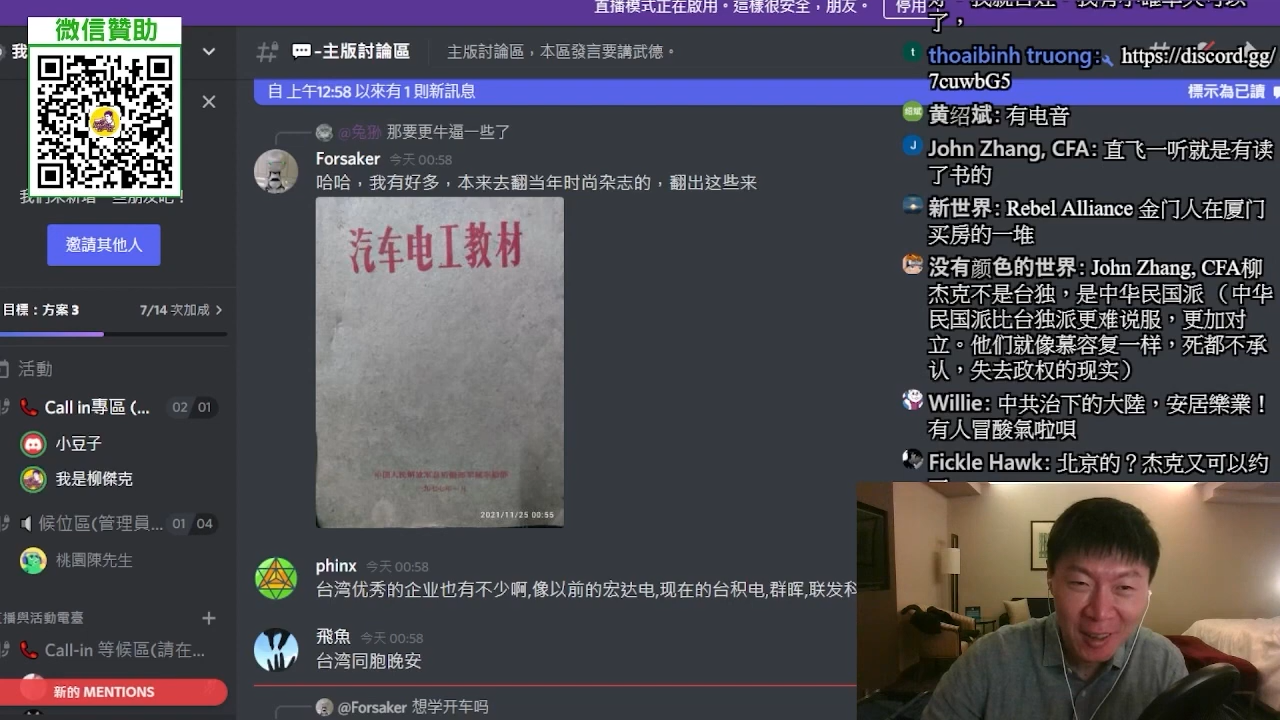 直播模式正在啟用。這樣很安全，朋友。
停用
微信贊助
我
💬-主版討論區
主版討論區，本區發言要講武德。
自 上午12:58 以來有 1 則新訊息
標示為已讀
邀請其他人
目標：方案 3
7/14 次加成
活動
Call in專區 (...
02 01
小豆子
我是柳傑克
候位區(管理員...
01 04
桃園陳先生
播與活動電臺
Call-in 等候區(請在...
新的 MENTIONS
那要更牛逼一些了
Forsaker 今天 00:58
哈哈，我有好多，本来去翻当年时尚杂志的，翻出这些来
汽车电工教材
2021/11/25 00:55
phinx 今天 00:58
台湾优秀的企业也有不少啊,像以前的宏达电,现在的台积电,群晖,联发科
飛魚 今天 00:58
台湾同胞晚安
@Forsaker 想学开车吗
了，
thoaibinh truong: https://discord.gg/
7cuwbG5
黄绍斌: 有电音
John Zhang, CFA: 直飞一听就是有读
了书的
新世界: Rebel Alliance 金门人在厦门
买房的一堆
没有颜色的世界: John Zhang, CFA柳
杰克不是台独，是中华民国派（中华
民国派比台独派更难说服，更加对
立。他们就像慕容复一样，死都不承
认，失去政权的现实）
Willie: 中共治下的大陸，安居樂業！
有人冒酸氣啦唄
Fickle Hawk: 北京的？杰克又可以约